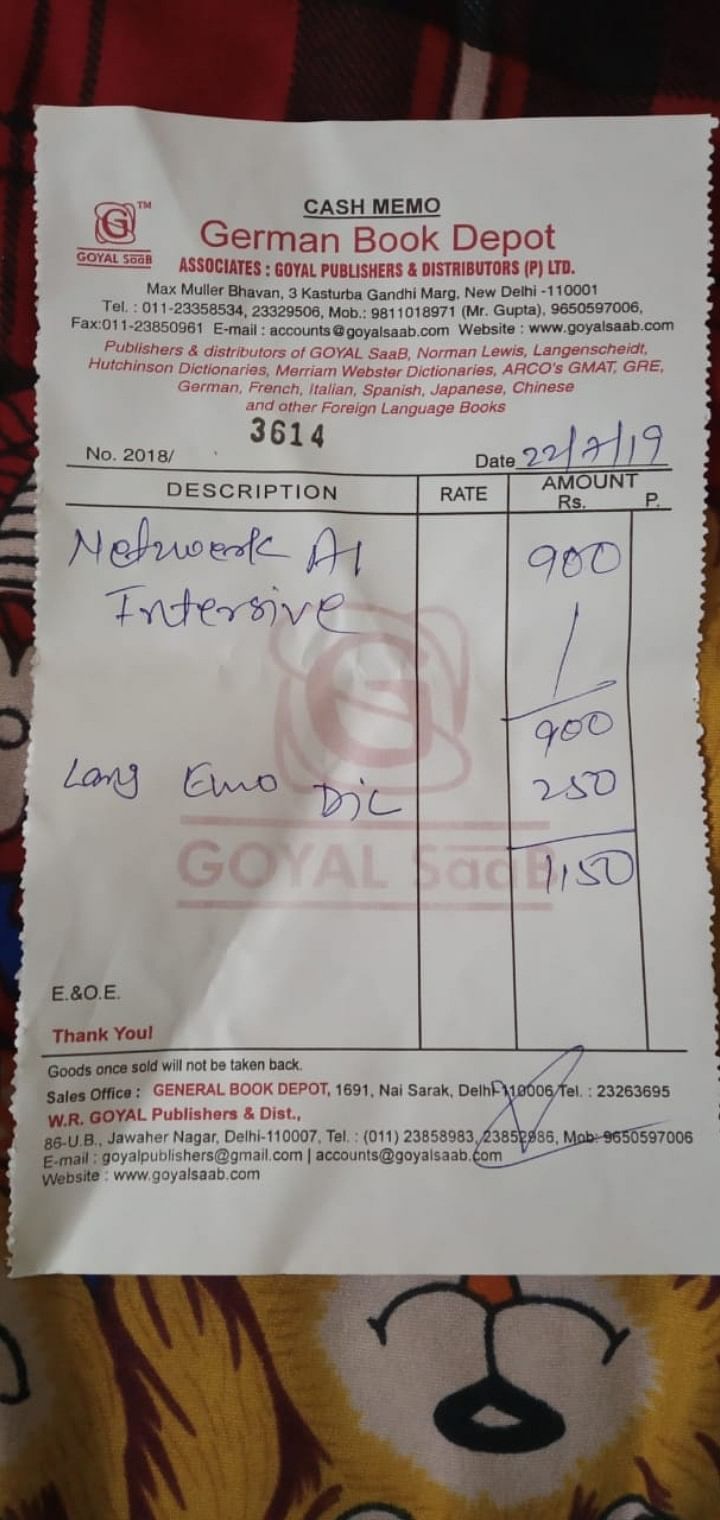 CASH MEMO
TM
G
GOYAL SaaB
German Book Depot
ASSOCIATES : GOYAL PUBLISHERS & DISTRIBUTORS (P) LTD.
Max Muller Bhavan, 3 Kasturba Gandhi Marg, New Delhi -110001
Tel. : 011-23358534, 23329506, Mob.: 9811018971 (Mr. Gupta), 9650597006,
Fax:011-23850961 E-mail : accounts@goyalsaab.com Website : www.goyalsaab.com
Publishers & distributors of GOYAL SaaB, Norman Lewis, Langenscheidt,
Hutchinson Dictionaries, Merriam Webster Dictionaries, ARCO's GMAT, GRE,
German, French, Italian, Spanish, Japanese, Chinese
and other Foreign Language Books
No. 2018/ 3614 Date 22/7/19
DESCRIPTION RATE AMOUNT
Rs. P.
Netzwerk A1 900
Intersive
900
Lang Euro Dic 250
1150
G
GOYAL SaaB
E.&O.E.
Thank You!
Goods once sold will not be taken back.
Sales Office : GENERAL BOOK DEPOT, 1691, Nai Sarak, Delhi-110006 Tel. : 23263695
W.R. GOYAL Publishers & Dist.,
86-U.B., Jawaher Nagar, Delhi-110007, Tel. : (011) 23858983, 23852986, Mob: 9650597006
E-mail : goyalpublishers@gmail.com | accounts@goyalsaab.com
Website : www.goyalsaab.com